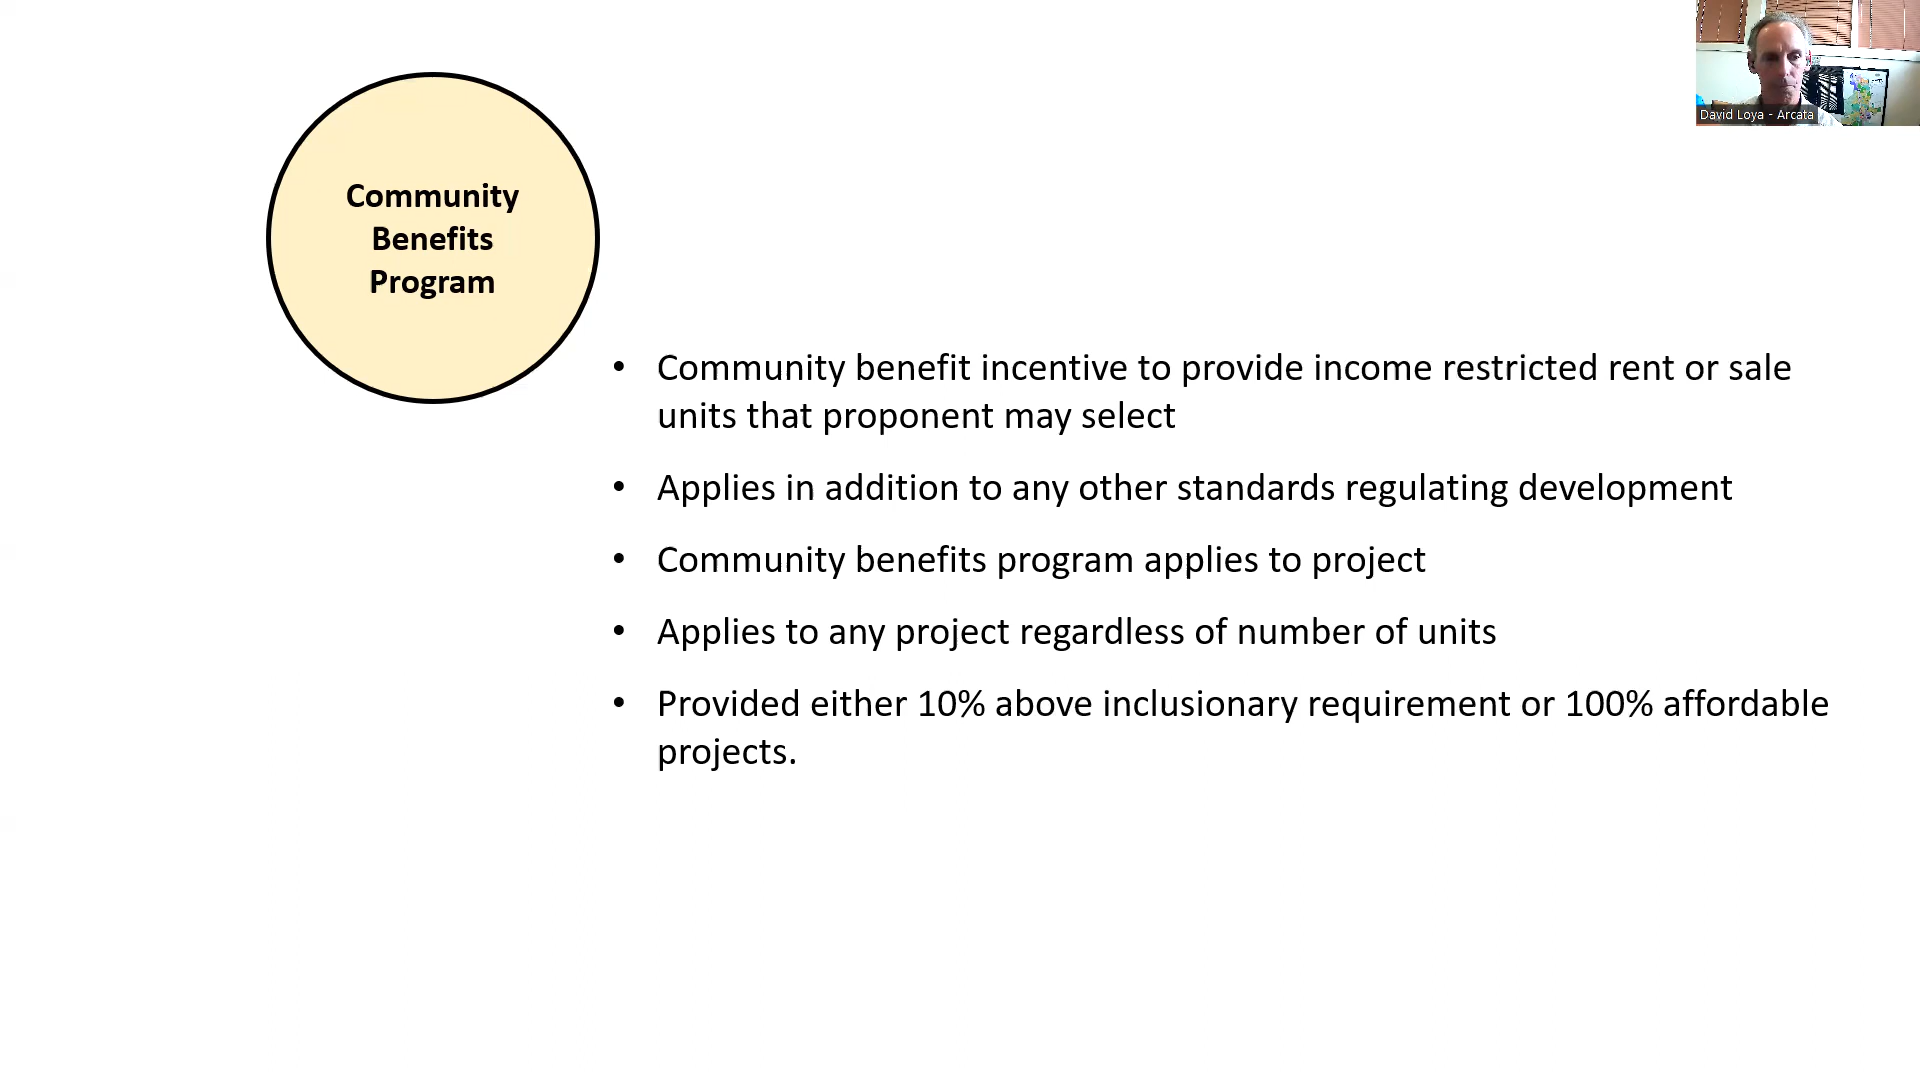 David Loya - Arcata
Community
Benefits
Program
• Community benefit incentive to provide income restricted rent or sale
units that proponent may select
• Applies in addition to any other standards regulating development
• Community benefits program applies to project
• Applies to any project regardless of number of units
• Provided either 10% above inclusionary requirement or 100% affordable
projects.